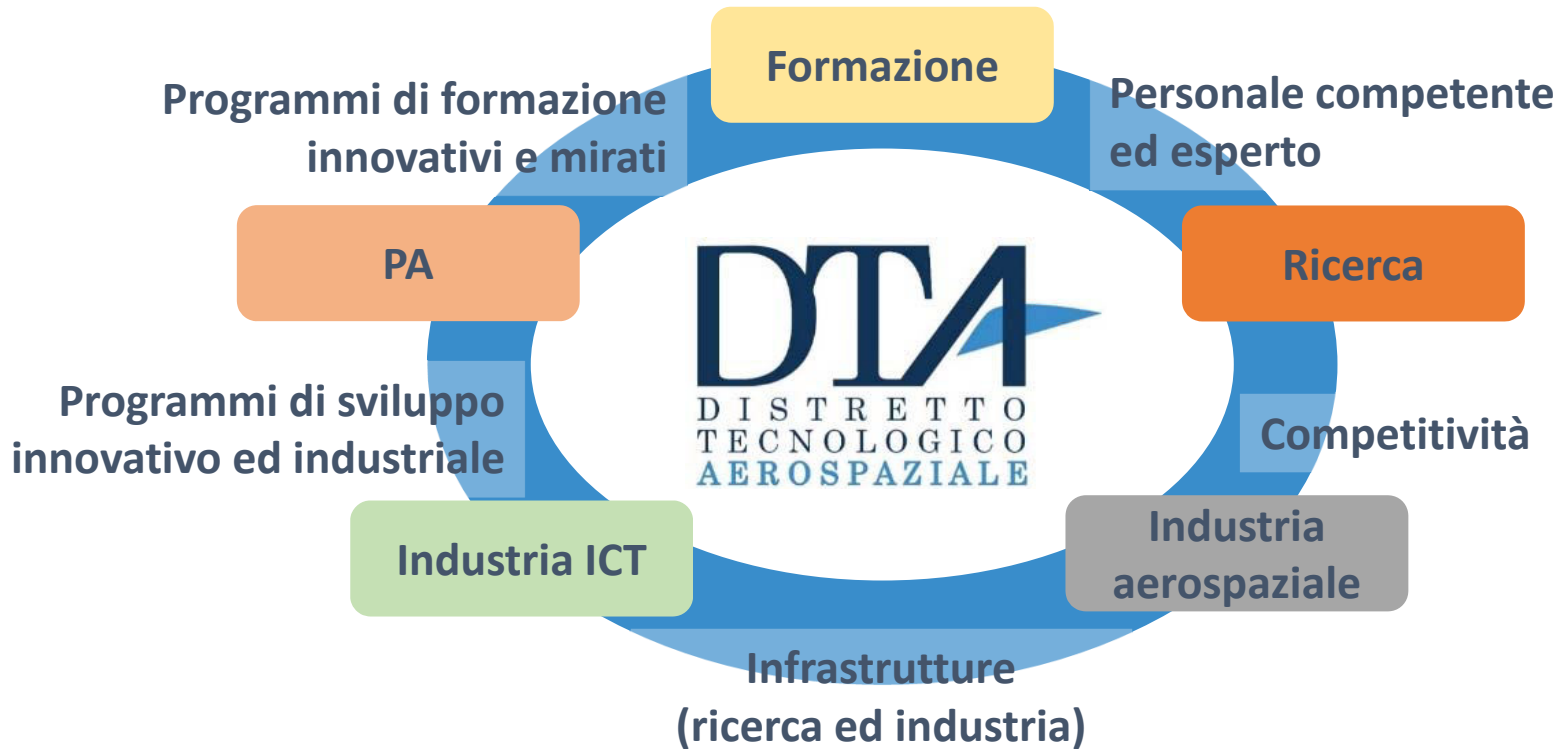 Formazione
Programmi di formazione
innovativi e mirati
Personale competente
ed esperto
PA
Ricerca
DTA
DISTRETTO
TECNOLOGICO
AEROSPAZIALE
Programmi di sviluppo
innovativo ed industriale
Competitività
Industria ICT
Industria
aerospaziale
Infrastrutture
(ricerca ed industria)